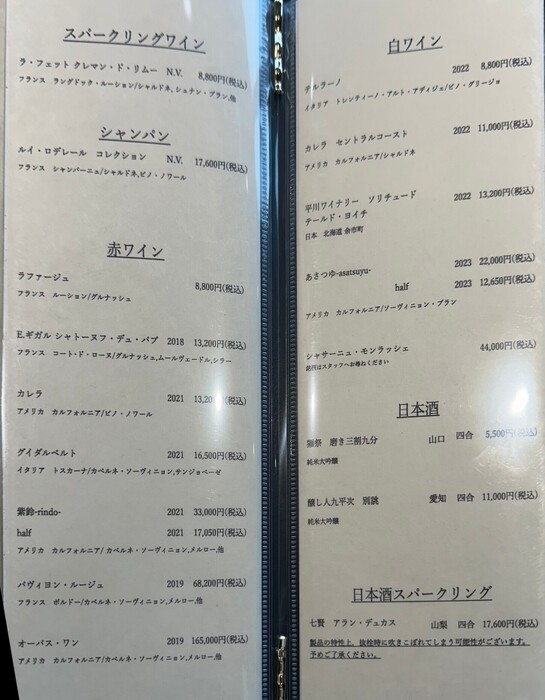 スパークリングワイン
ラ・フェット クレマン・ド・リムー N.V. 8,800円(税込)
フランス ラングドック・ルーション/シャルドネ,シュナン・ブラン,他
シャンパン
ルイ・ロデレール コレクション N.V. 17,600円(税込)
フランス シャンパーニュ/シャルドネ,ピノ・ノワール
赤ワイン
ラファージュ 8,800円(税込)
フランス ルーション/グルナッシュ
E.ギガル シャトーヌフ・デュ・パプ 2018 13,200円(税込)
フランス コート・ド・ローヌ/グルナッシュ,ムールヴェードル,シラー
カレラ 2021 13,200円(税込)
アメリカ カルフォルニア/ピノ・ノワール
グイダルベルト 2021 16,500円(税込)
イタリア トスカーナ/カベルネ・ソーヴィニョン,サンジョベーゼ
紫鈴-rindo- 2021 33,000円(税込)
half 2021 17,050円(税込)
アメリカ カルフォルニア/ カベルネ・ソーヴィニョン,メルロー,他
パヴィヨン・ルージュ 2019 68,200円(税込)
フランス ボルドー/カベルネ・ソーヴィニョン,メルロー,他
オーパス・ワン 2019 165,000円(税込)
アメリカ カルフォルニア/カベルネ・ソーヴィニョン,メルロー,他
白ワイン
テルラーノ 2022 8,800円(税込)
イタリア トレンティーノ・アルト・アディジェ/ピノ・グリージョ
カレラ セントラルコースト 2022 11,000円(税込)
アメリカ カルフォルニア/シャルドネ
平川ワイナリー ソリチュード 2022 13,200円(税込)
テールド・ヨイチ
日本 北海道 余市町
あさつゆ-asatsuyu- 2023 22,000円(税込)
half 2023 12,650円(税込)
アメリカ カルフォルニア/ソーヴィニョン・ブラン
シャサーニュ・モンラッシェ 44,000円(税込)
銘柄はスタッフへお尋ねください
日本酒
獺祭 磨き三割九分 山口 四合 5,500円(税込)
純米大吟醸
醸し人九平次 別誂 愛知 四合 11,000円(税込)
純米大吟醸
日本酒スパークリング
七賢 アラン・デュカス 山梨 四合 17,600円(税込)
製品の特性上、抜栓時に吹きこぼれてしまう可能性がございます。
予めご了承ください。